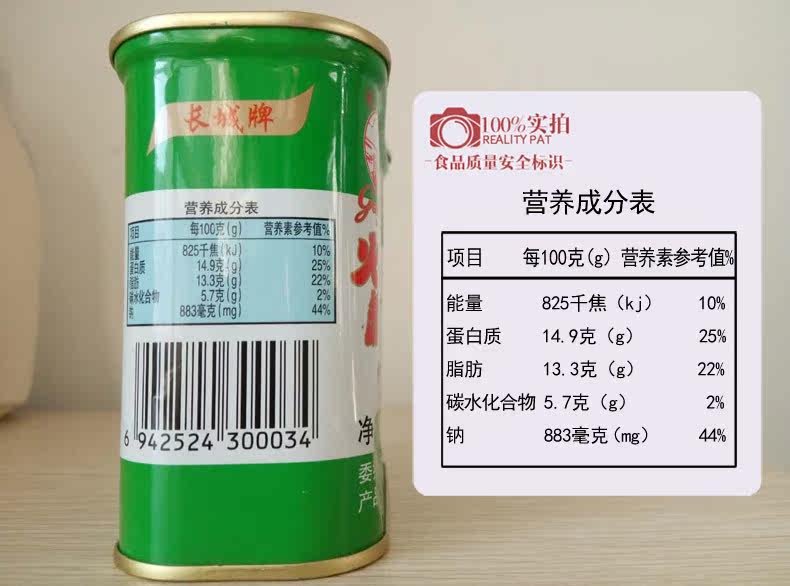 长城牌
营养成分表
项目 每100克(g) 营养素参考值%
能量 825千焦(kJ) 10%
蛋白质 14.9克(g) 25%
脂肪 13.3克(g) 22%
碳水化合物 5.7克(g) 2%
钠 883毫克(mg) 44%
6 942524 300034
净
委
产
100%实拍
REALITY PAT
-食品质量安全标识-
营养成分表
项目 每100克(g) 营养素参考值%
能量 825千焦（kj） 10%
蛋白质 14.9克（g） 25%
脂肪 13.3克（g） 22%
碳水化合物 5.7克（g） 2%
钠 883毫克(mg） 44%